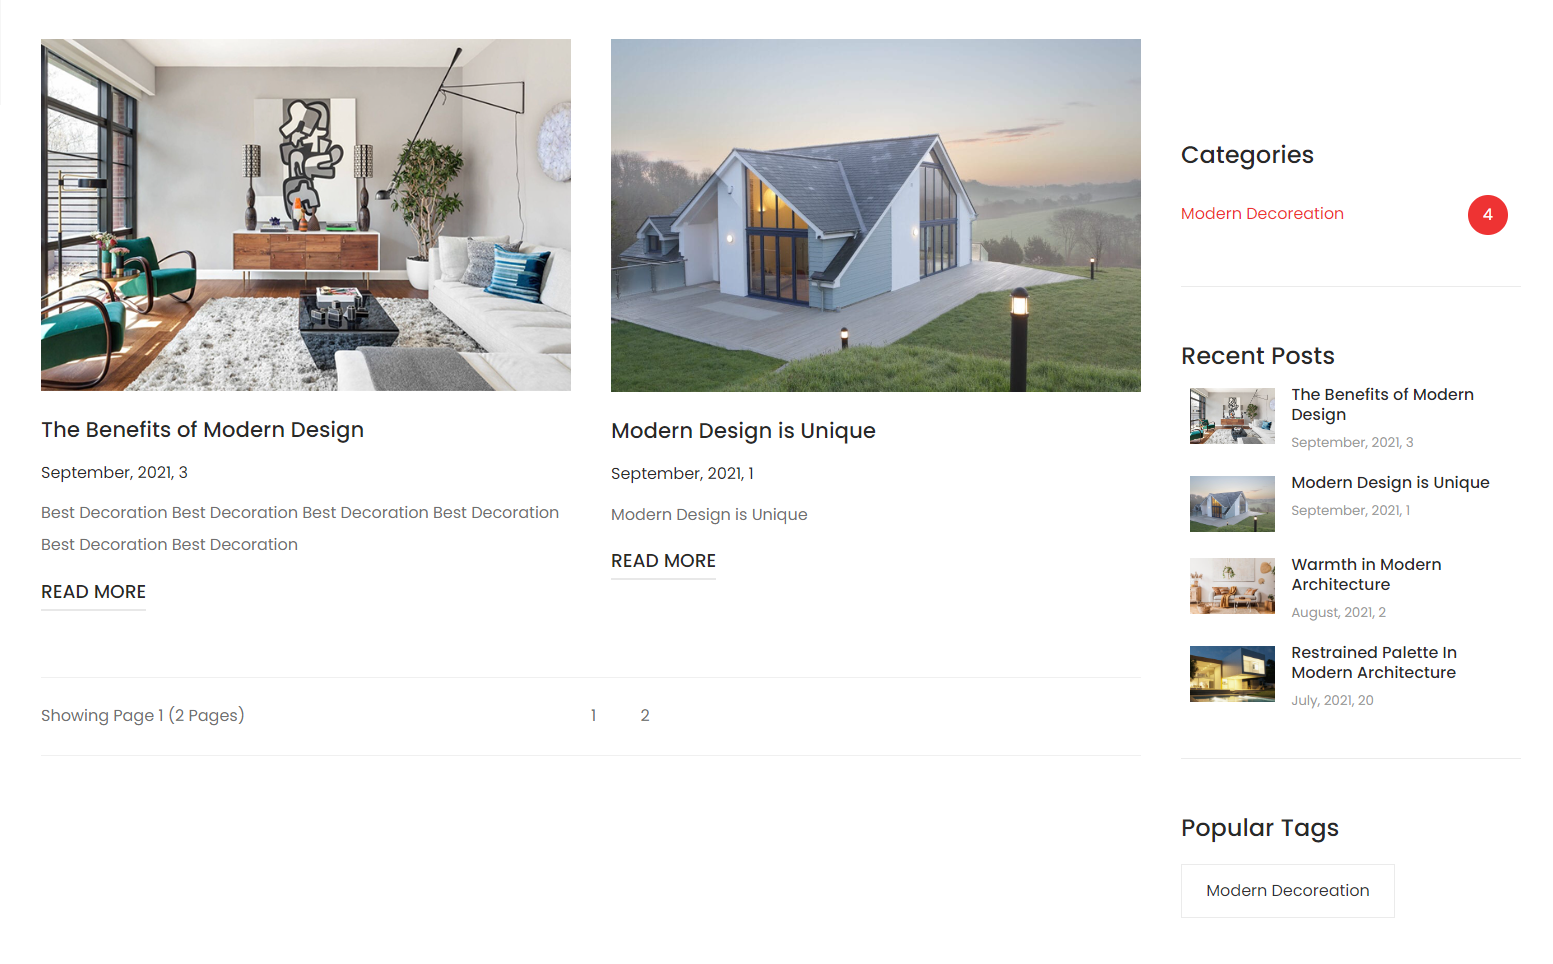 The Benefits of Modern Design
September, 2021, 3
Best Decoration Best Decoration Best Decoration Best Decoration
Best Decoration Best Decoration
READ MORE
Modern Design is Unique
September, 2021, 1
Modern Design is Unique
READ MORE
Showing Page 1 (2 Pages)
1 2
Categories
Modern Decoreation 4
Recent Posts
The Benefits of Modern
Design
September, 2021, 3
Modern Design is Unique
September, 2021, 1
Warmth in Modern
Architecture
August, 2021, 2
Restrained Palette In
Modern Architecture
July, 2021, 20
Popular Tags
Modern Decoreation